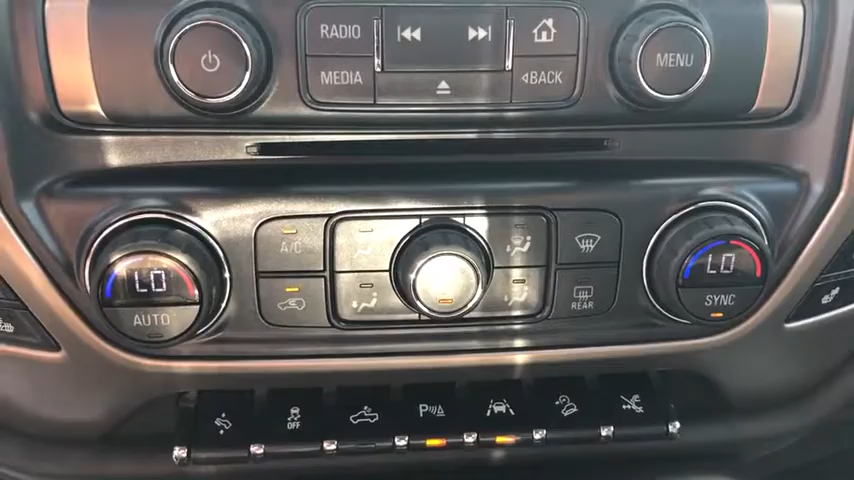 RADIO
MENU
MEDIA
BACK
A/C
LO
LO
AUTO
REAR
SYNC
OFF
P